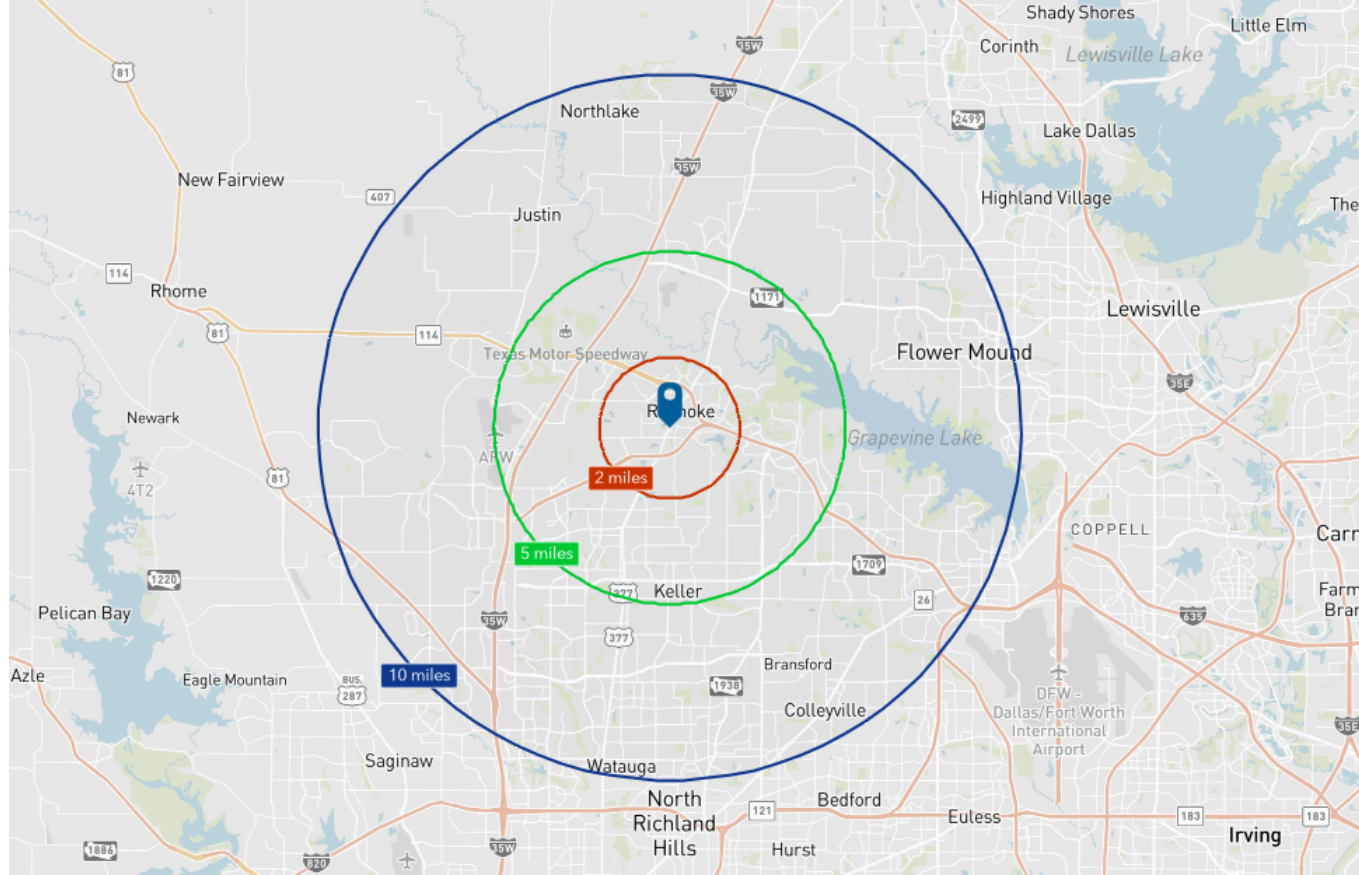 Shady Shores
Little Elm
35W
Corinth
Lewisville Lake
81
35W
Northlake
2499
Lake Dallas
35W
New Fairview
407
Highland Village
The
Justin
114
1171
Rhome
Lewisville
81
114
Texas Motor Speedway
Flower Mound
35E
Newark
Roanoke
Grapevine Lake
AFW
4T2
81
2 miles
COPPELL
Carr
5 miles
1709
1220
377
Keller
Farm
Bran
26
Pelican Bay
35W
635
377
Bransford
Azle
10 miles
Eagle Mountain
BUS.
287
1938
DFW -
Dallas/Fort Worth
International
Airport
Colleyville
35E
Saginaw
Watauga
North
Richland
Hills
121
Bedford
Euless
183
183
Irving
1886
820
35W
Hurst